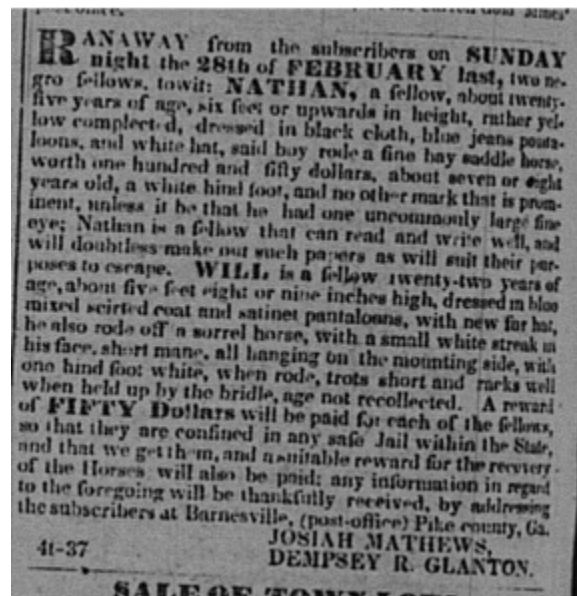 RANAWAY from the subscribers on SUNDAY
night the 28th of FEBRUARY last, two ne-
gro fellows, towit: NATHAN, a fellow, about twenty-
five years of age, six feet or upwards in height, rather yel-
low complected, dressed in black cloth, blue jeans panta-
loons, and white hat, said boy rode a fine bay saddle horse,
worth one hundred and fifty dollars, about seven or eight
years old, a white hind foot, and no other mark that is prom-
inent, unless it be that he had one uncommonly large fine
eye; Nathan is a fellow that can read and write well, and
will doubtless make out such papers as will suit their pur-
poses to escape. WILL is a fellow twenty-two years of
age, about five feet eight or nine inches high, dressed in blue
mixed scirted coat and satinet pantaloons, with new fur hat,
he also rode off a sorrel horse, with a small white streak in
his face, short mane, all hanging on the mounting side, with
one hind foot white, when rode, trots short and racks well
when held up by the bridle, age not recollected. A reward
of FIFTY Dollars will be paid for each of the fellows,
so that they are confined in any safe Jail within the State,
and that we get them, and a suitable reward for the recovery
of the Horses will also be paid; any information in regard
to the foregoing will be thankfully received, by addressing
the subscribers at Barnesville, (post-office) Pike county, Ga.
JOSIAH MATHEWS,
DEMPSEY R. GLANTON.
4t-37
SALE OF TOWN